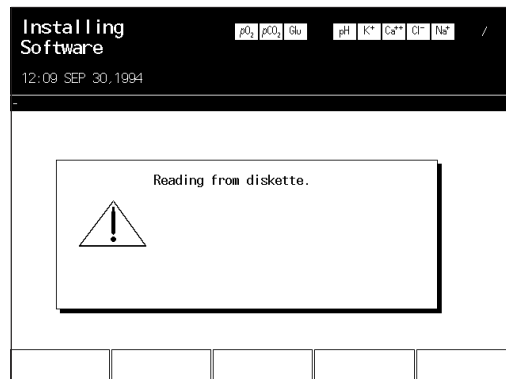 Installing
Software
pO₂ pCO₂ Glu pH K⁺ Ca⁺⁺ Cl⁻ Na⁺ /
12:09 SEP 30,1994
-
Reading from diskette.
!